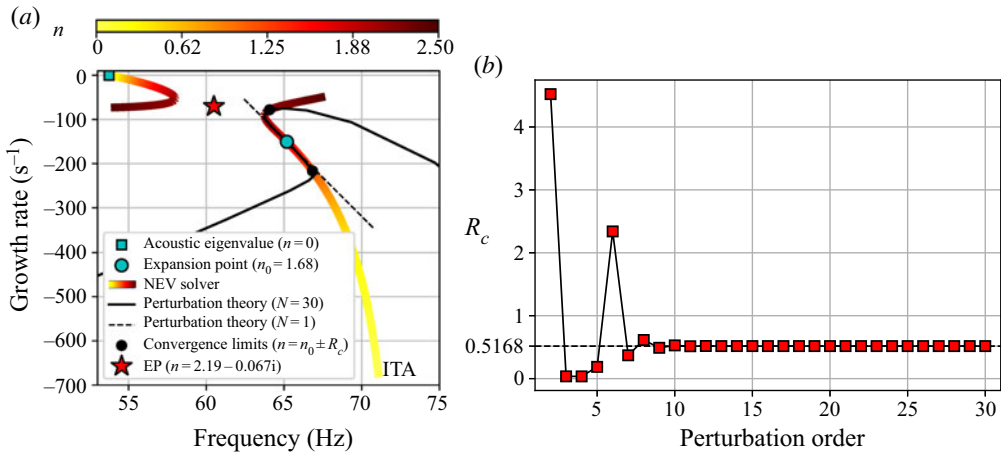 (a)
n
0 0.62 1.25 1.88 2.50
(b)
0
−100
−200
−300
−400
−500
−600
−700
Growth rate (s−1)
Acoustic eigenvalue (n = 0)
Expansion point (n0 = 1.68)
NEV solver
Perturbation theory (N = 30)
Perturbation theory (N = 1)
Convergence limits (n = n0 ± Rc)
EP (n = 2.19 – 0.067i)
ITA
55 60 65 70 75
Frequency (Hz)
4
3
2
1
0.5168
0
Rc
5 10 15 20 25 30
Perturbation order